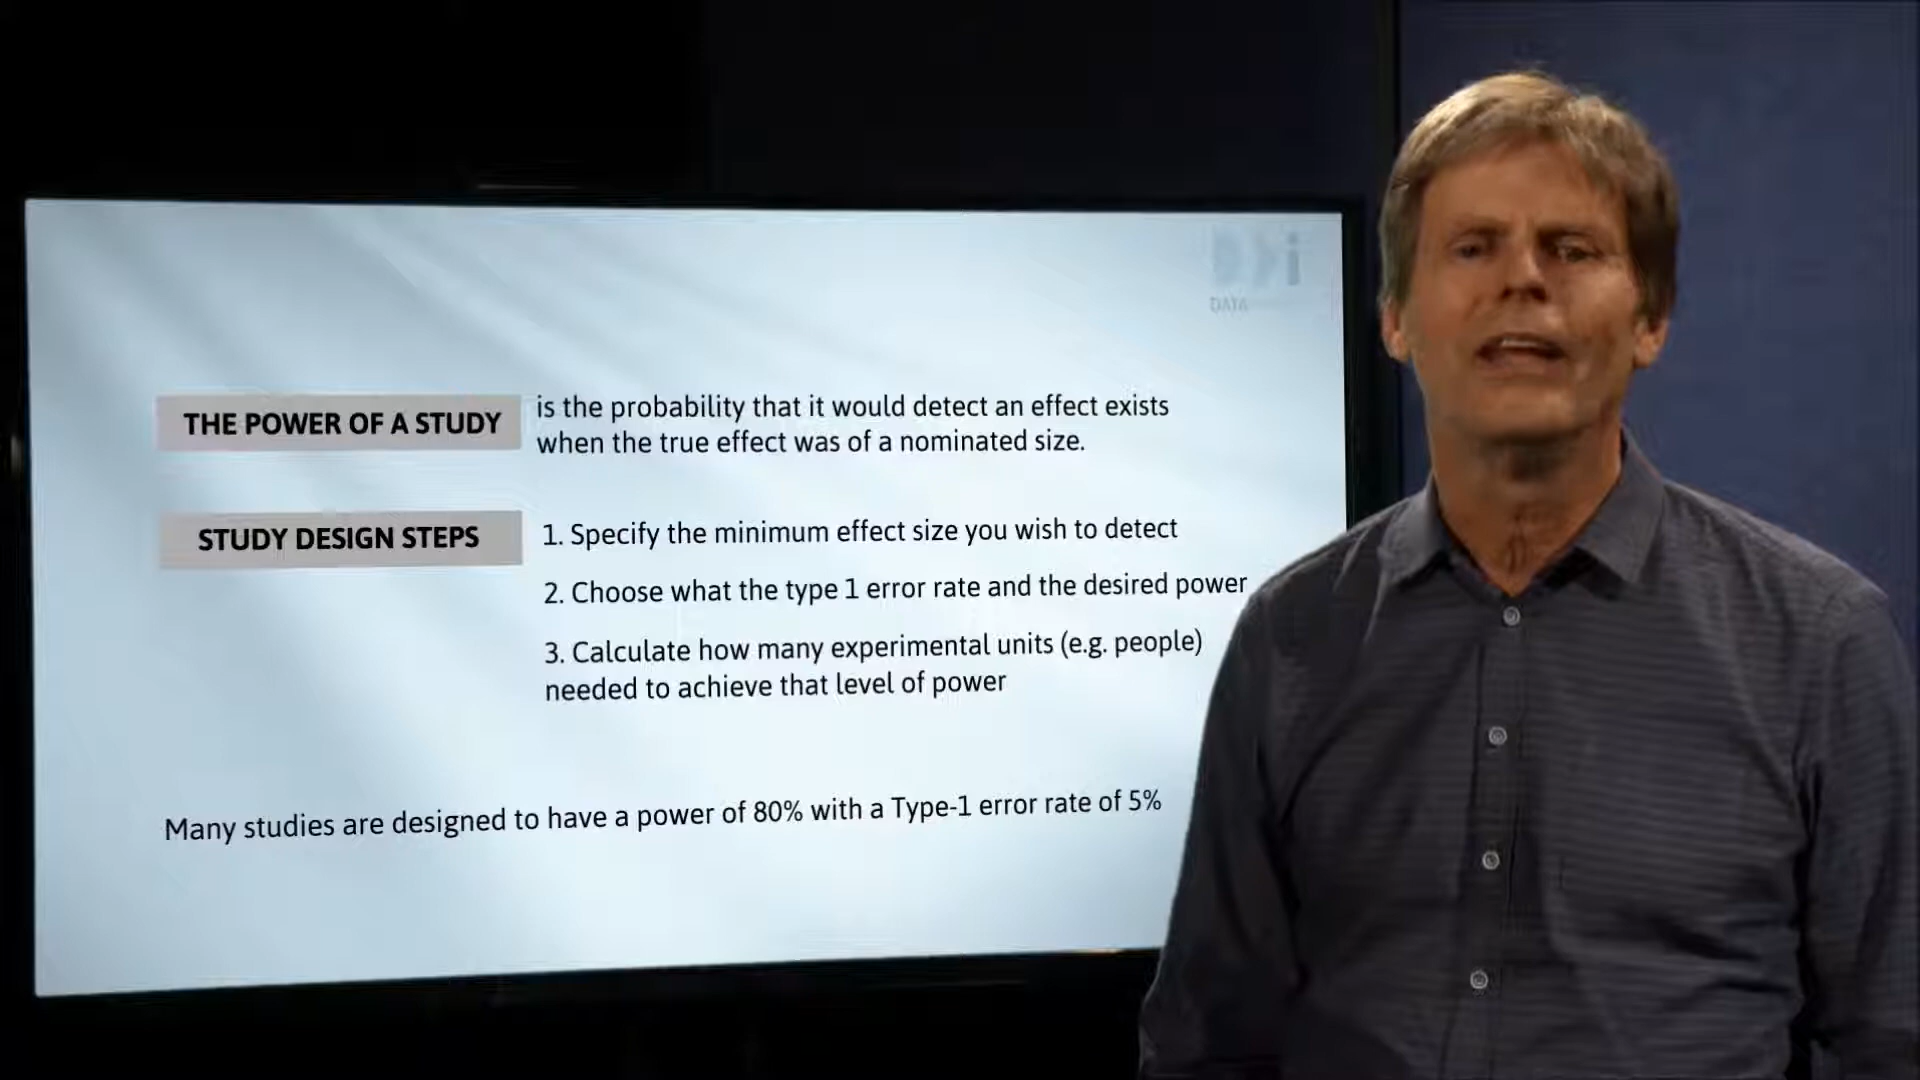 DATA
THE POWER OF A STUDY
is the probability that it would detect an effect exists
when the true effect was of a nominated size.
STUDY DESIGN STEPS
1. Specify the minimum effect size you wish to detect
2. Choose what the type 1 error rate and the desired power
3. Calculate how many experimental units (e.g. people)
needed to achieve that level of power
Many studies are designed to have a power of 80% with a Type-1 error rate of 5%